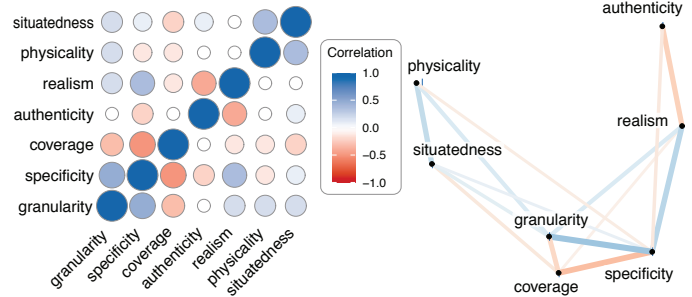 situatedness
physicality
realism
authenticity
coverage
specificity
granularity
granularity
specificity
coverage
authenticity
realism
physicality
situatedness
Correlation
1.0
0.5
0.0
−0.5
−1.0
authenticity
physicality
realism
situatedness
granularity
coverage
specificity